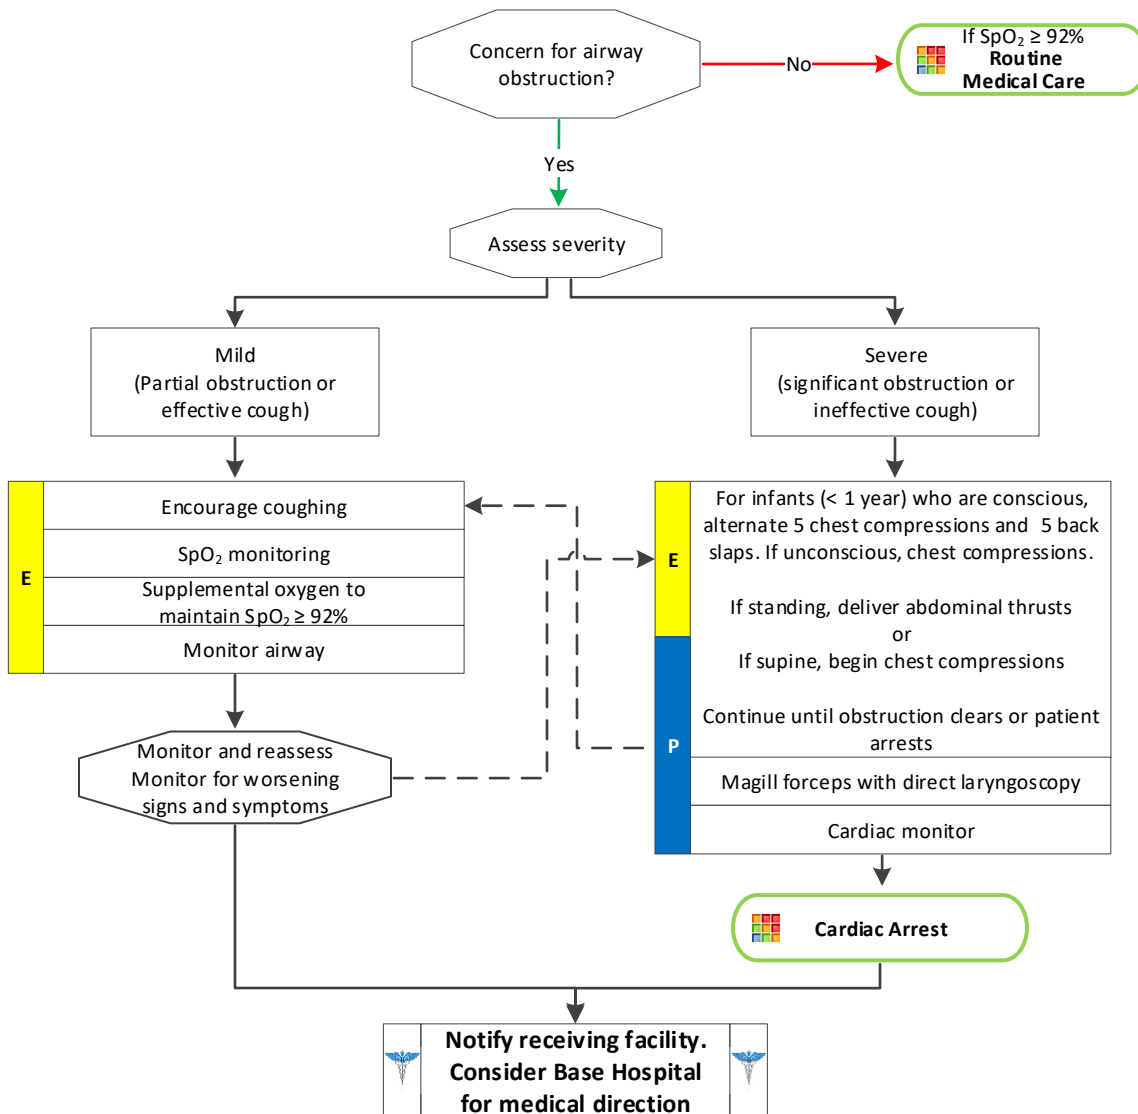 Concern for airway
obstruction?
No
If SpO₂ ≥ 92%
Routine
Medical Care
Yes
Assess severity
Mild
(Partial obstruction or
effective cough)
Severe
(significant obstruction or
ineffective cough)
E
Encourage coughing
SpO₂ monitoring
Supplemental oxygen to
maintain SpO₂ ≥ 92%
Monitor airway
E
For infants (< 1 year) who are conscious,
alternate 5 chest compressions and 5 back
slaps. If unconscious, chest compressions.
If standing, deliver abdominal thrusts
or
If supine, begin chest compressions
P
Continue until obstruction clears or patient
arrests
Magill forceps with direct laryngoscopy
Cardiac monitor
Monitor and reassess
Monitor for worsening
signs and symptoms
Cardiac Arrest
Notify receiving facility.
Consider Base Hospital
for medical direction